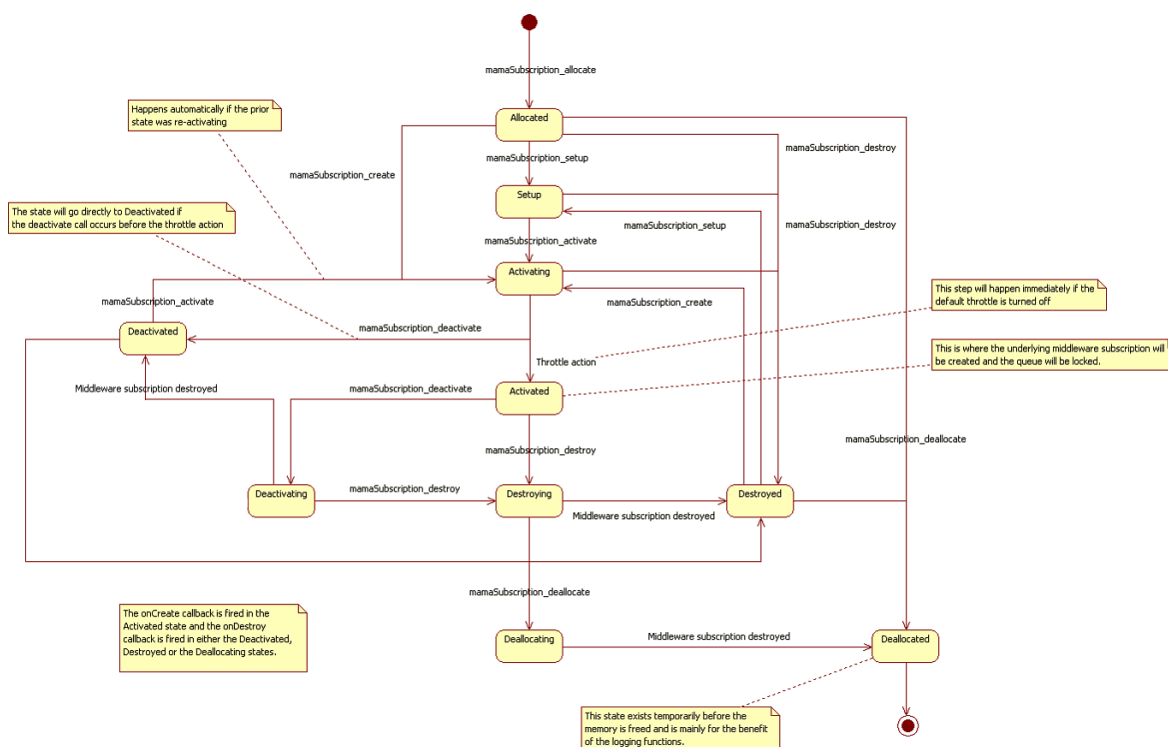 mamaSubscription_allocate
Happens automatically if the prior
state was re-activating
Allocated
mamaSubscription_destroy
mamaSubscription_setup
mamaSubscription_create
Setup
The state will go directly to Deactivated if
the deactivate call occurs before the throttle action
mamaSubscription_setup
mamaSubscription_destroy
mamaSubscription_activate
Activating
This step will happen immediately if the
default throttle is turned off
mamaSubscription_activate
mamaSubscription_create
Deactivated
mamaSubscription_deactivate
This is where the underlying middleware subscription will
be created and the queue will be locked.
Throttle action
Middleware subscription destroyed
mamaSubscription_deactivate
Activated
mamaSubscription_deallocate
mamaSubscription_destroy
Deactivating
mamaSubscription_destroy
Destroying
Middleware subscription destroyed
Destroyed
mamaSubscription_deallocate
The onCreate callback is fired in the
Activated state and the onDestroy
callback is fired in either the Deactivated,
Destroyed or the Deallocating states.
Deallocating
Middleware subscription destroyed
Deallocated
This state exists temporarily before the
memory is freed and is mainly for the benefit
of the logging functions.